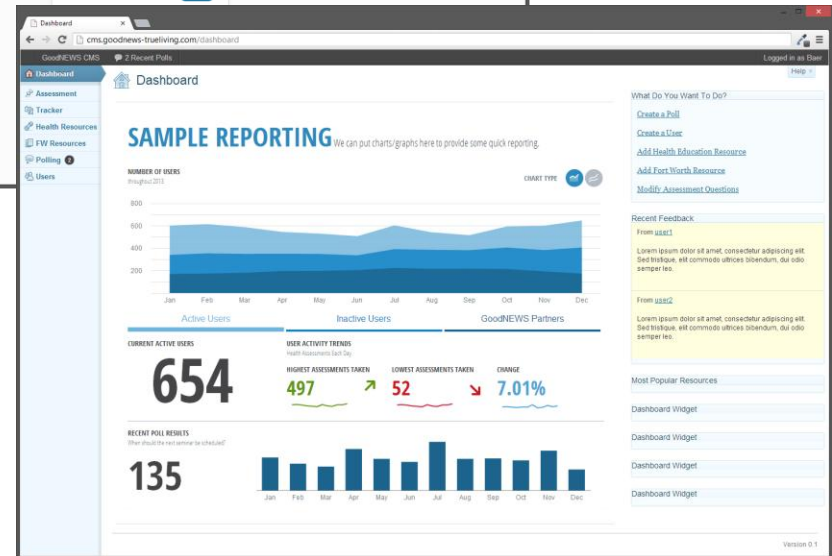 Dashboard
cms.goodnews-trueliving.com/dashboard
GoodNEWS CMS 2 Recent Polls Logged in as Baer
Help
Dashboard
Assessment
Tracker
Health Resources
FW Resources
Polling
Users
Dashboard
SAMPLE REPORTING We can put charts/graphs here to provide some quick reporting.
NUMBER OF USERS
throughout 2013
CHART TYPE
800
600
400
200
Jan Feb Mar Apr May Jun Jul Aug Sep Oct Nov Dec
Active Users Inactive Users GoodNEWS Partners
CURRENT ACTIVE USERS
654
USER ACTIVITY TRENDS
Health Assessments Each Day
HIGHEST ASSESSMENTS TAKEN LOWEST ASSESSMENTS TAKEN CHANGE
497 52 7.01%
RECENT POLL RESULTS
When should the next seminar be scheduled?
135
Jan Feb Mar Apr May Jun Jul Aug Sep Oct Nov Dec
What Do You Want To Do?
Create a Poll
Create a User
Add Health Education Resource
Add Fort Worth Resource
Modify Assessment Questions
Recent Feedback
From user1
Lorem ipsum dolor sit amet, consectetur adipiscing elit.
Sed tristique, elit commodo ultrices bibendum, dui odio
semper leo.
From user2
Lorem ipsum dolor sit amet, consectetur adipiscing elit.
Sed tristique, elit commodo ultrices bibendum, dui odio
semper leo.
Most Popular Resources
Dashboard Widget
Dashboard Widget
Dashboard Widget
Dashboard Widget
Version 0.1